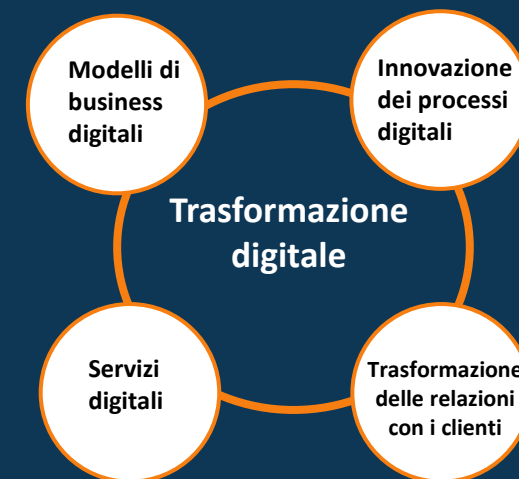 Modelli di
business
digitali
Innovazione
dei processi
digitali
Trasformazione
digitale
Servizi
digitali
Trasformazione
delle relazioni
con i clienti